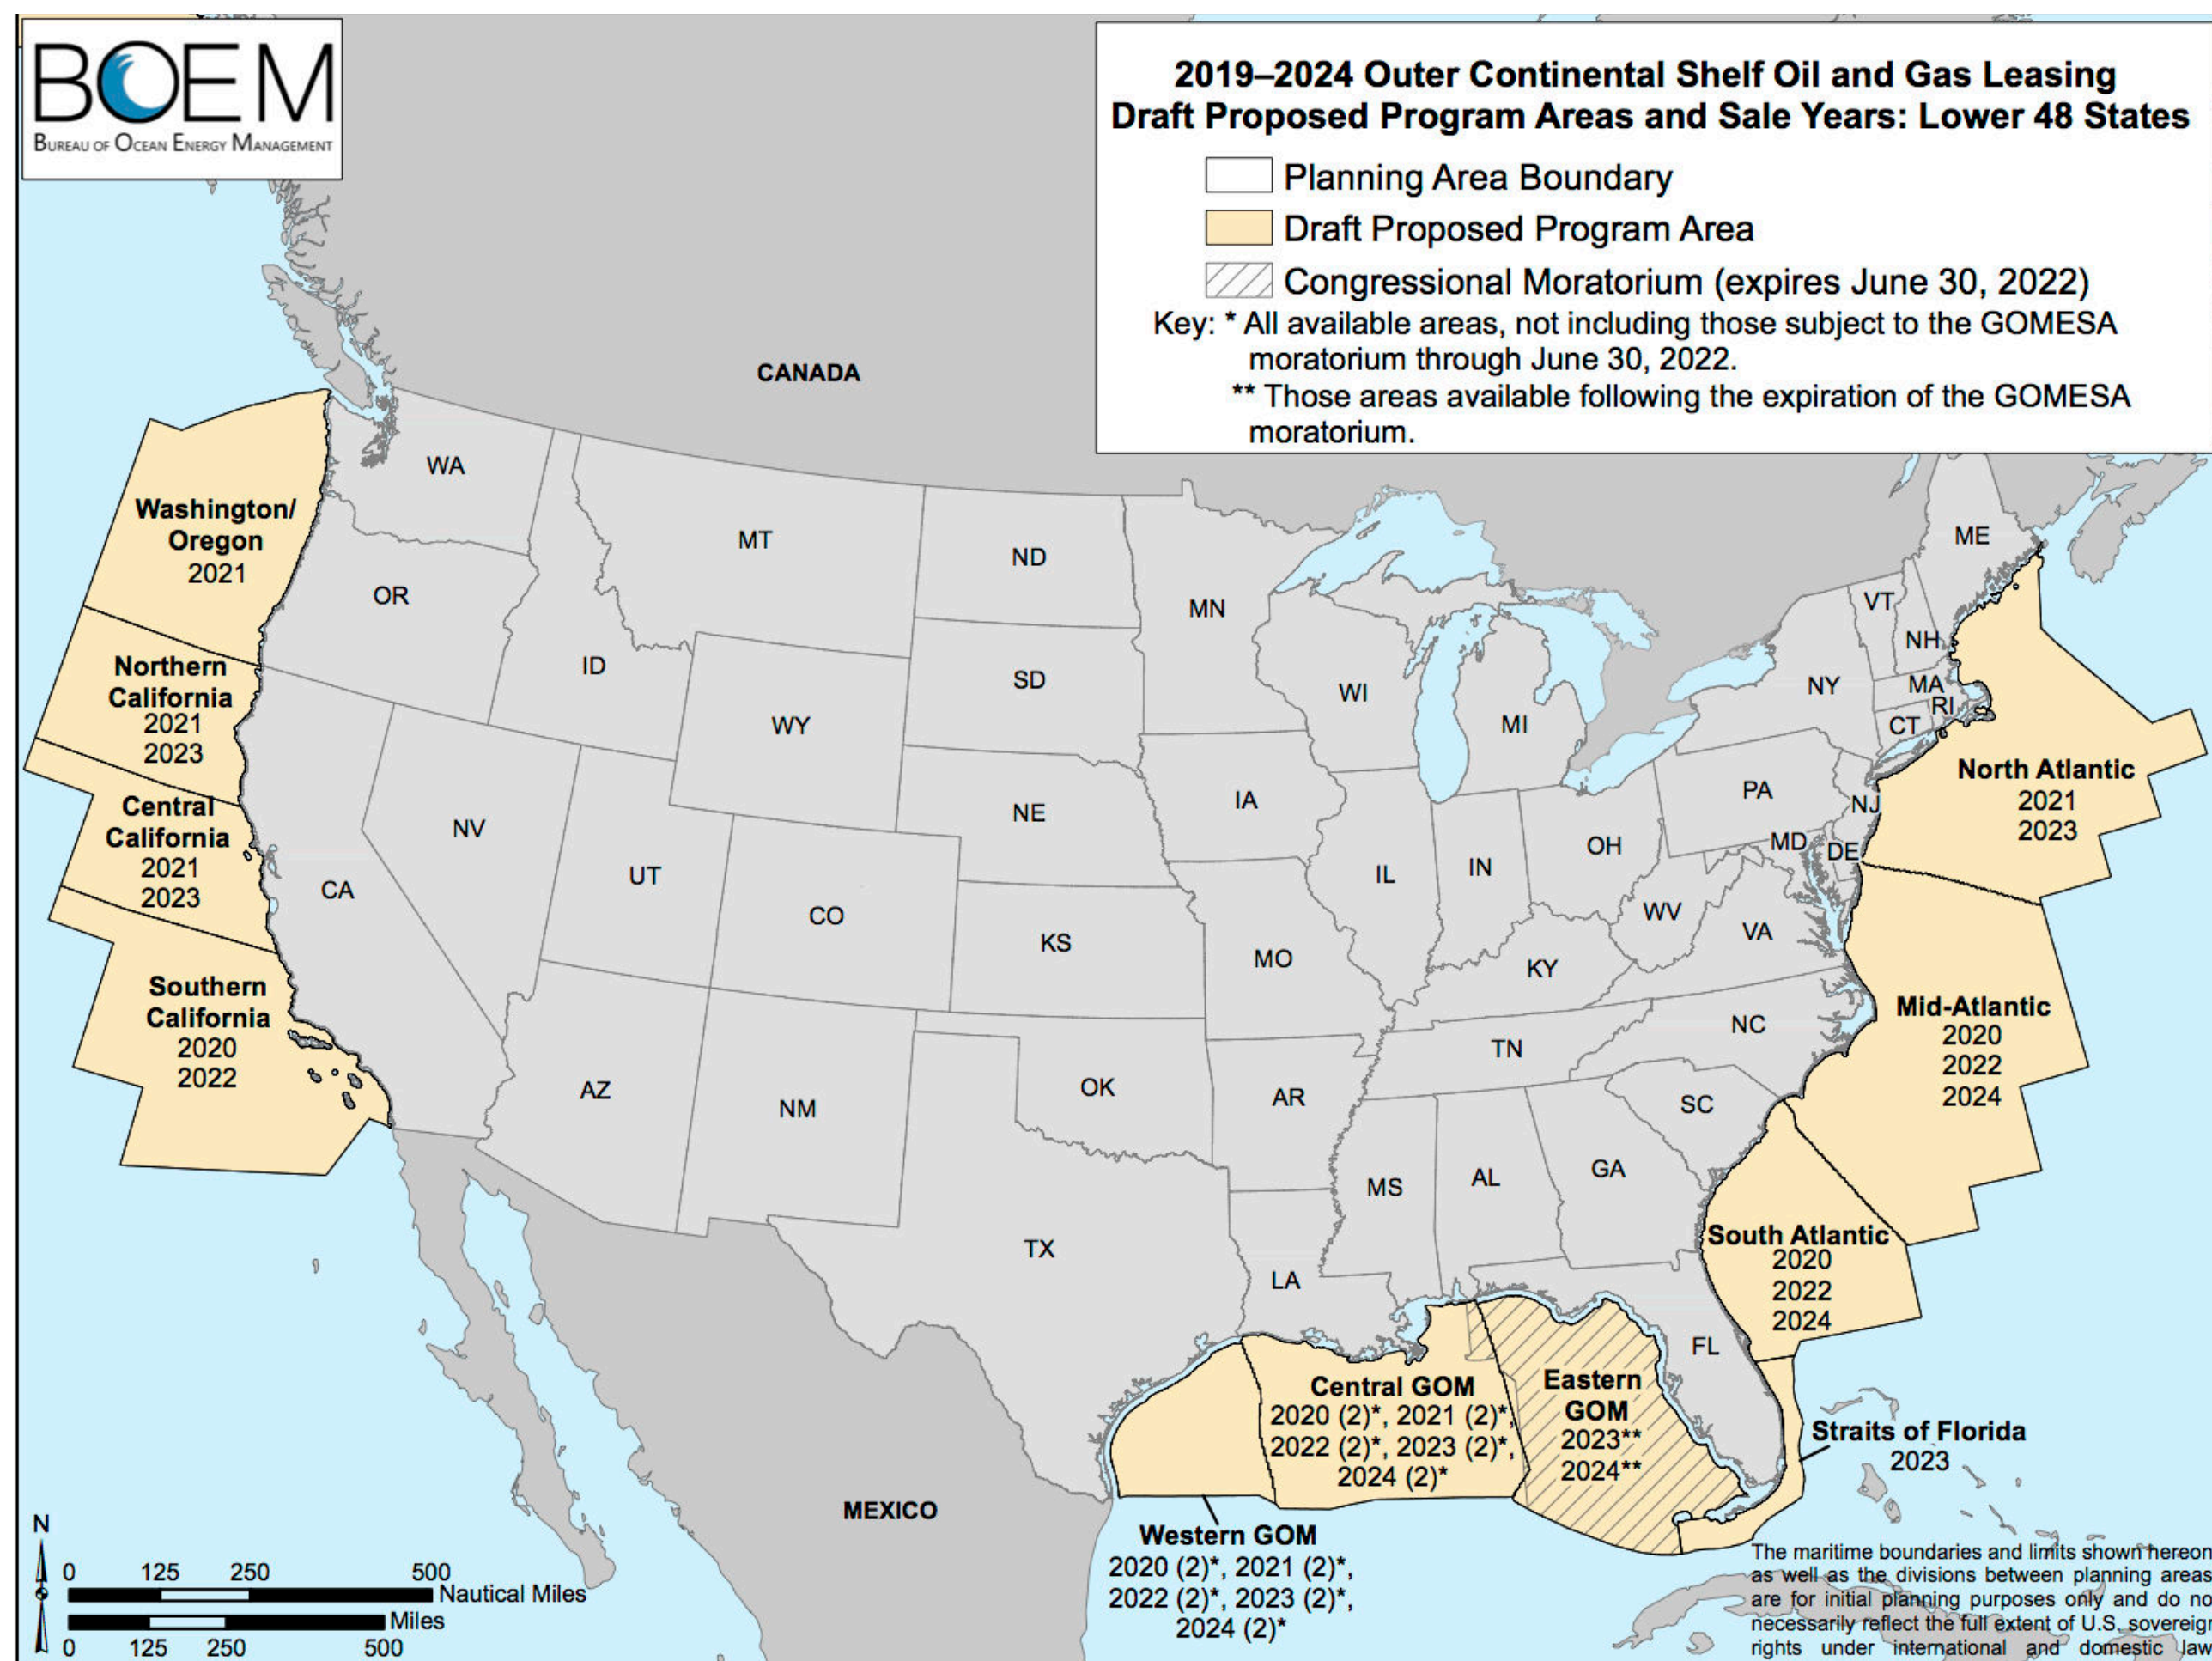 BOEM
BUREAU OF OCEAN ENERGY MANAGEMENT
2019–2024 Outer Continental Shelf Oil and Gas Leasing
Draft Proposed Program Areas and Sale Years: Lower 48 States
Planning Area Boundary
Draft Proposed Program Area
Congressional Moratorium (expires June 30, 2022)
Key: * All available areas, not including those subject to the GOMESA
moratorium through June 30, 2022.
** Those areas available following the expiration of the GOMESA
moratorium.
CANADA
Washington/
Oregon
2021
Northern
California
2021
2023
Central
California
2021
2023
Southern
California
2020
2022
WA
OR
CA
ID
NV
MT
WY
UT
AZ
CO
NM
ND
SD
NE
KS
OK
TX
MN
IA
MO
AR
LA
WI
IL
MI
IN
OH
KY
TN
MS
AL
GA
FL
SC
NC
VA
WV
PA
NY
MD
DE
NJ
CT
RI
MA
NH
VT
ME
North Atlantic
2021
2023
Mid-Atlantic
2020
2022
2024
South Atlantic
2020
2022
2024
Straits of Florida
2023
Eastern
GOM
2023**
2024**
Central GOM
2020 (2)*, 2021 (2)*,
2022 (2)*, 2023 (2)*,
2024 (2)*
Western GOM
2020 (2)*, 2021 (2)*,
2022 (2)*, 2023 (2)*,
2024 (2)*
MEXICO
N
0 125 250 500
Nautical Miles
Miles
0 125 250 500
The maritime boundaries and limits shown hereon
as well as the divisions between planning areas
are for initial planning purposes only and do no
necessarily reflect the full extent of U.S. sovereign
rights under international and domestic law